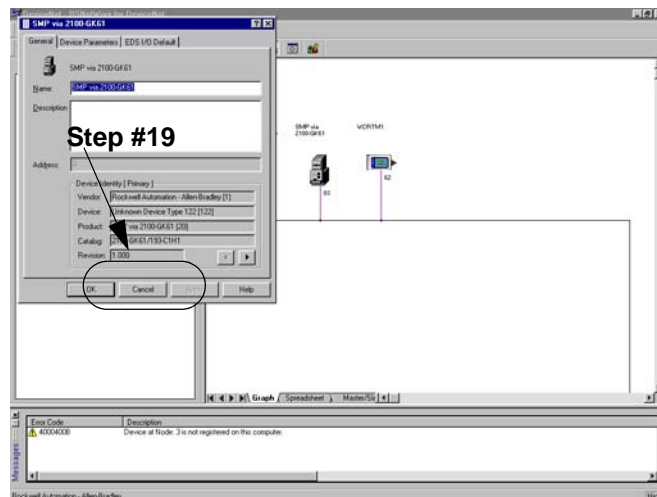 SMP via 2100-GK61
General
Device Parameters
EDS I/O Default
SMP via 2100-GK61
Name:
SMP via 2100-GK61
Description
Step #19
Address:
Device Identity [ Primary ]
Vendor:
Rockwell Automation - Allen-Bradley [1]
Device:
Unknown Device Type 122 [122]
Product:
via 2100-GK61 [20]
Catalog:
Revision:
1.000
OK
Cancel
Help
SMP via
2100-GK61
62
Graph
Spreadsheet
Messages
Error Code
Description
4000400B
Device at Node: 3 is not registered on this computer.
Rockwell Automation - Allen-Bradley